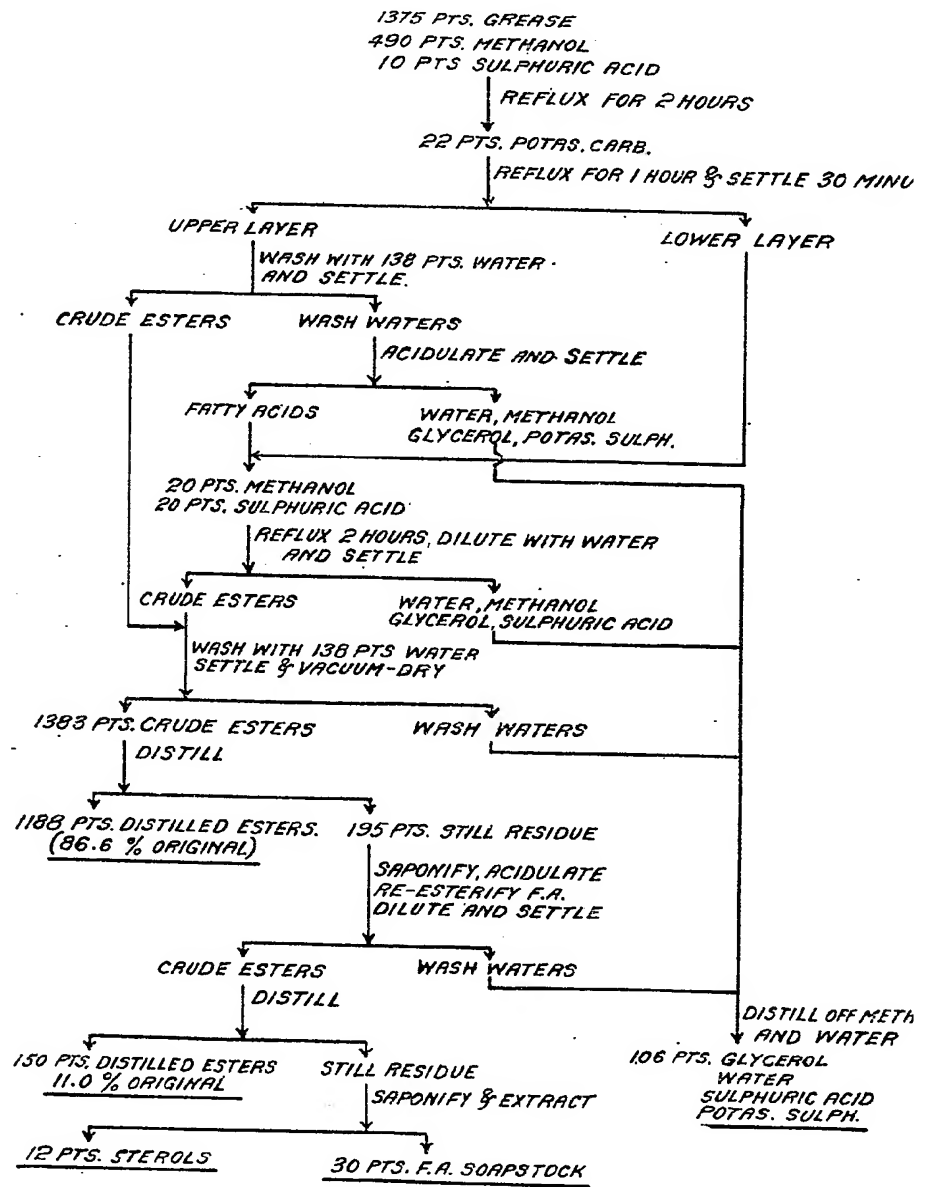 1375 PTS. GREASE
490 PTS. METHANOL
10 PTS SULPHURIC ACID
REFLUX FOR 2 HOURS
22 PTS. POTAS. CARB.
REFLUX FOR 1 HOUR & SETTLE 30 MINU
UPPER LAYER
LOWER LAYER
WASH WITH 138 PTS. WATER
AND SETTLE.
CRUDE ESTERS
WASH WATERS
ACIDULATE AND SETTLE
FATTY ACIDS
WATER, METHANOL
GLYCEROL, POTAS. SULPH.
20 PTS. METHANOL
20 PTS. SULPHURIC ACID
REFLUX 2 HOURS, DILUTE WITH WATER
AND SETTLE
CRUDE ESTERS
WATER, METHANOL
GLYCEROL, SULPHURIC ACID
WASH WITH 138 PTS WATER
SETTLE & VACUUM-DRY
1383 PTS. CRUDE ESTERS
WASH WATERS
DISTILL
1188 PTS. DISTILLED ESTERS.
(86.6 % ORIGINAL)
195 PTS. STILL RESIDUE
SAPONIFY, ACIDULATE
RE-ESTERIFY F.A.
DILUTE AND SETTLE
CRUDE ESTERS
WASH WATERS
DISTILL
DISTILL OFF METH
AND WATER
150 PTS. DISTILLED ESTERS
11.0 % ORIGINAL
STILL RESIDUE
106 PTS. GLYCEROL
WATER
SULPHURIC ACID
POTAS. SULPH.
SAPONIFY & EXTRACT
12 PTS. STEROLS
30 PTS. F.A. SOAPSTOCK